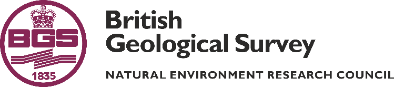 BGS
1835
British
Geological Survey
NATURAL ENVIRONMENT RESEARCH COUNCIL